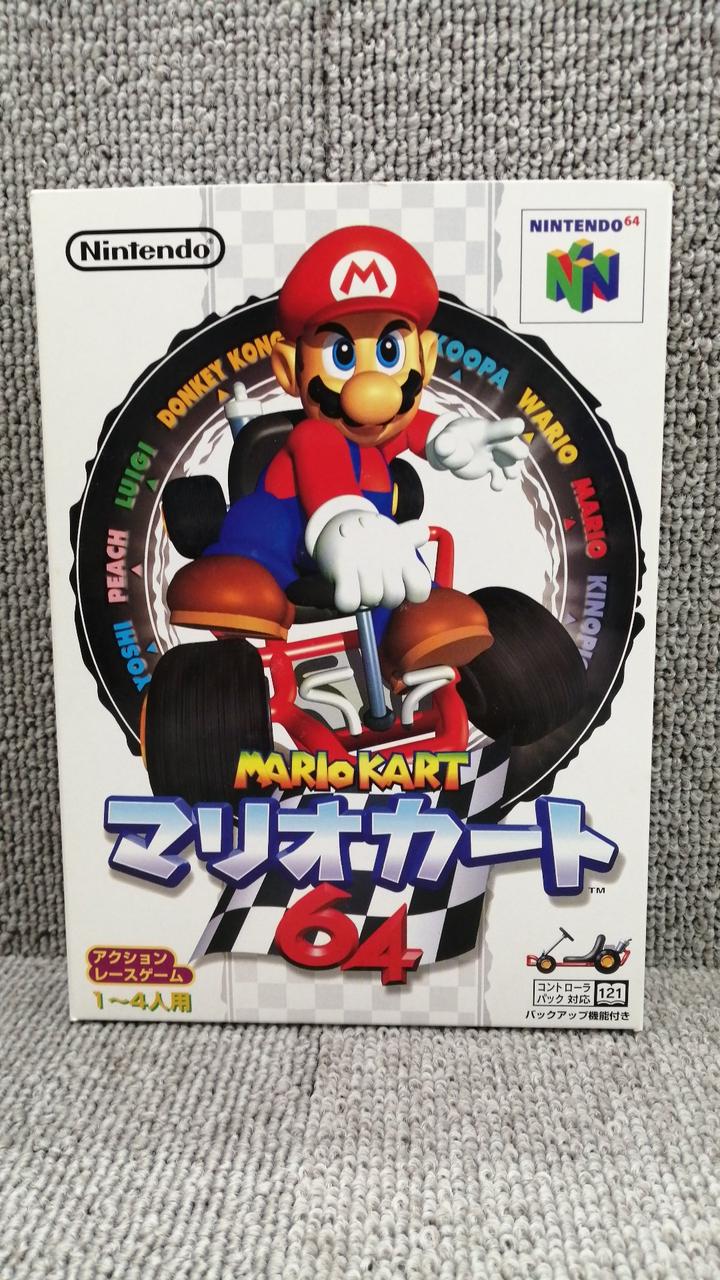 Nintendo®
NINTENDO64
M
DONKEY KONG
KOOPA
LUIGI
WARIO
PEACH
MARIO
YOSHI
MARIO KART
マリオカート
64
TM
アクション
レースゲーム
1〜4人用
コントローラ
パック 対応
121
バックアップ機能付き